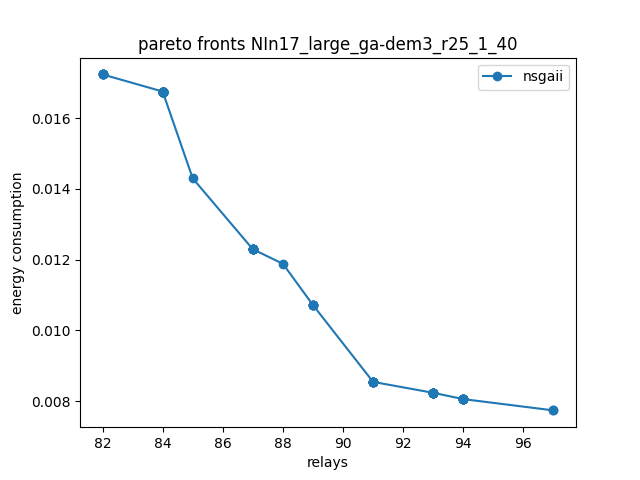 pareto fronts NIn17_large_ga-dem3_r25_1_40
nsgaii
energy consumption
0.016
0.014
0.012
0.010
0.008
82 84 86 88 90 92 94 96
relays